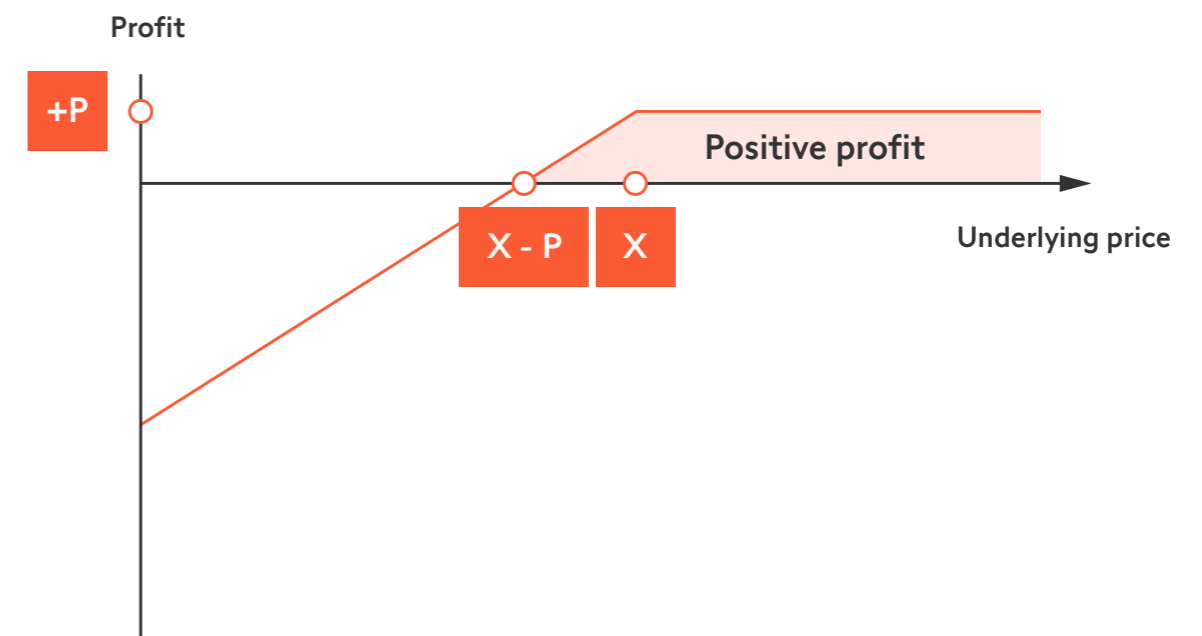 Profit
+P
Positive profit
X - P
X
Underlying price